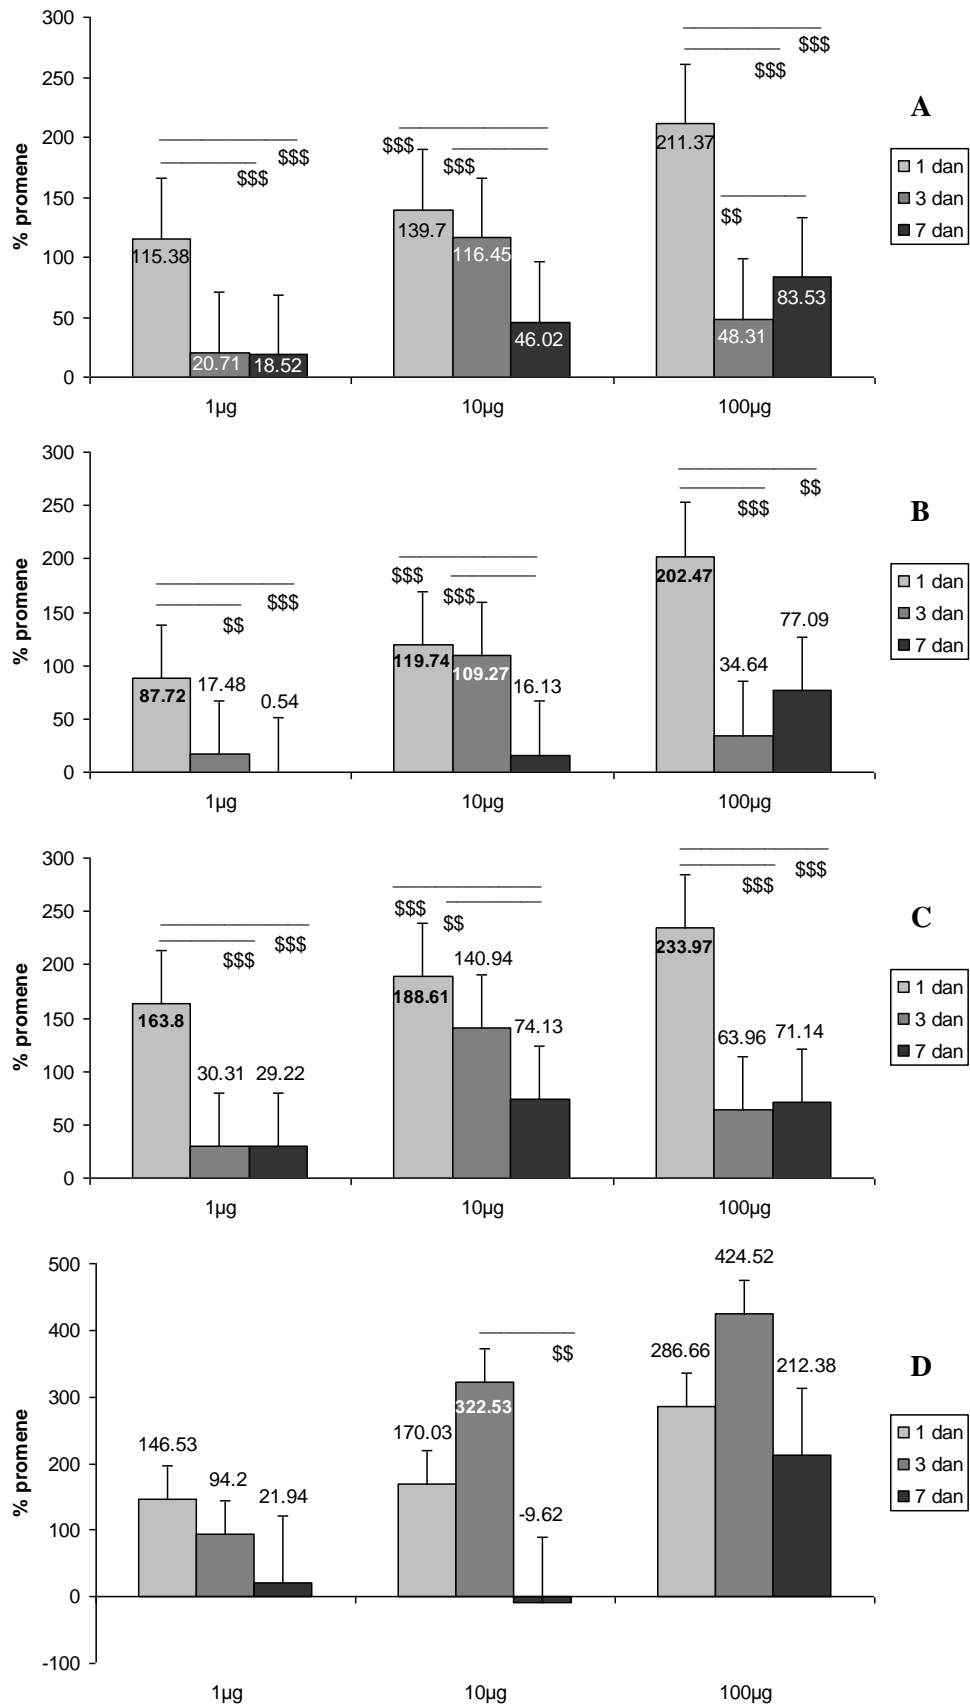 300
250
200
150
100
50
0
% promene
$$$
$$$
$$$
$$$
$$$
$$$
$$
115.38
20.71
18.52
139.7
116.45
46.02
211.37
48.31
83.53
1µg
10µg
100µg
A
1 dan
3 dan
7 dan
300
250
200
150
100
50
0
% promene
$$
$$$
$$$
$$$
$$$
$$
87.72
17.48
0.54
119.74
109.27
16.13
202.47
34.64
77.09
1µg
10µg
100µg
B
1 dan
3 dan
7 dan
300
250
200
150
100
50
0
% promene
$$$
$$$
$$$
$$
$$$
$$$
163.8
30.31
29.22
188.61
140.94
74.13
233.97
63.96
71.14
1µg
10µg
100µg
C
1 dan
3 dan
7 dan
500
400
300
200
100
0
-100
% promene
$$
146.53
94.2
21.94
170.03
322.53
-9.62
286.66
424.52
212.38
1µg
10µg
100µg
D
1 dan
3 dan
7 dan